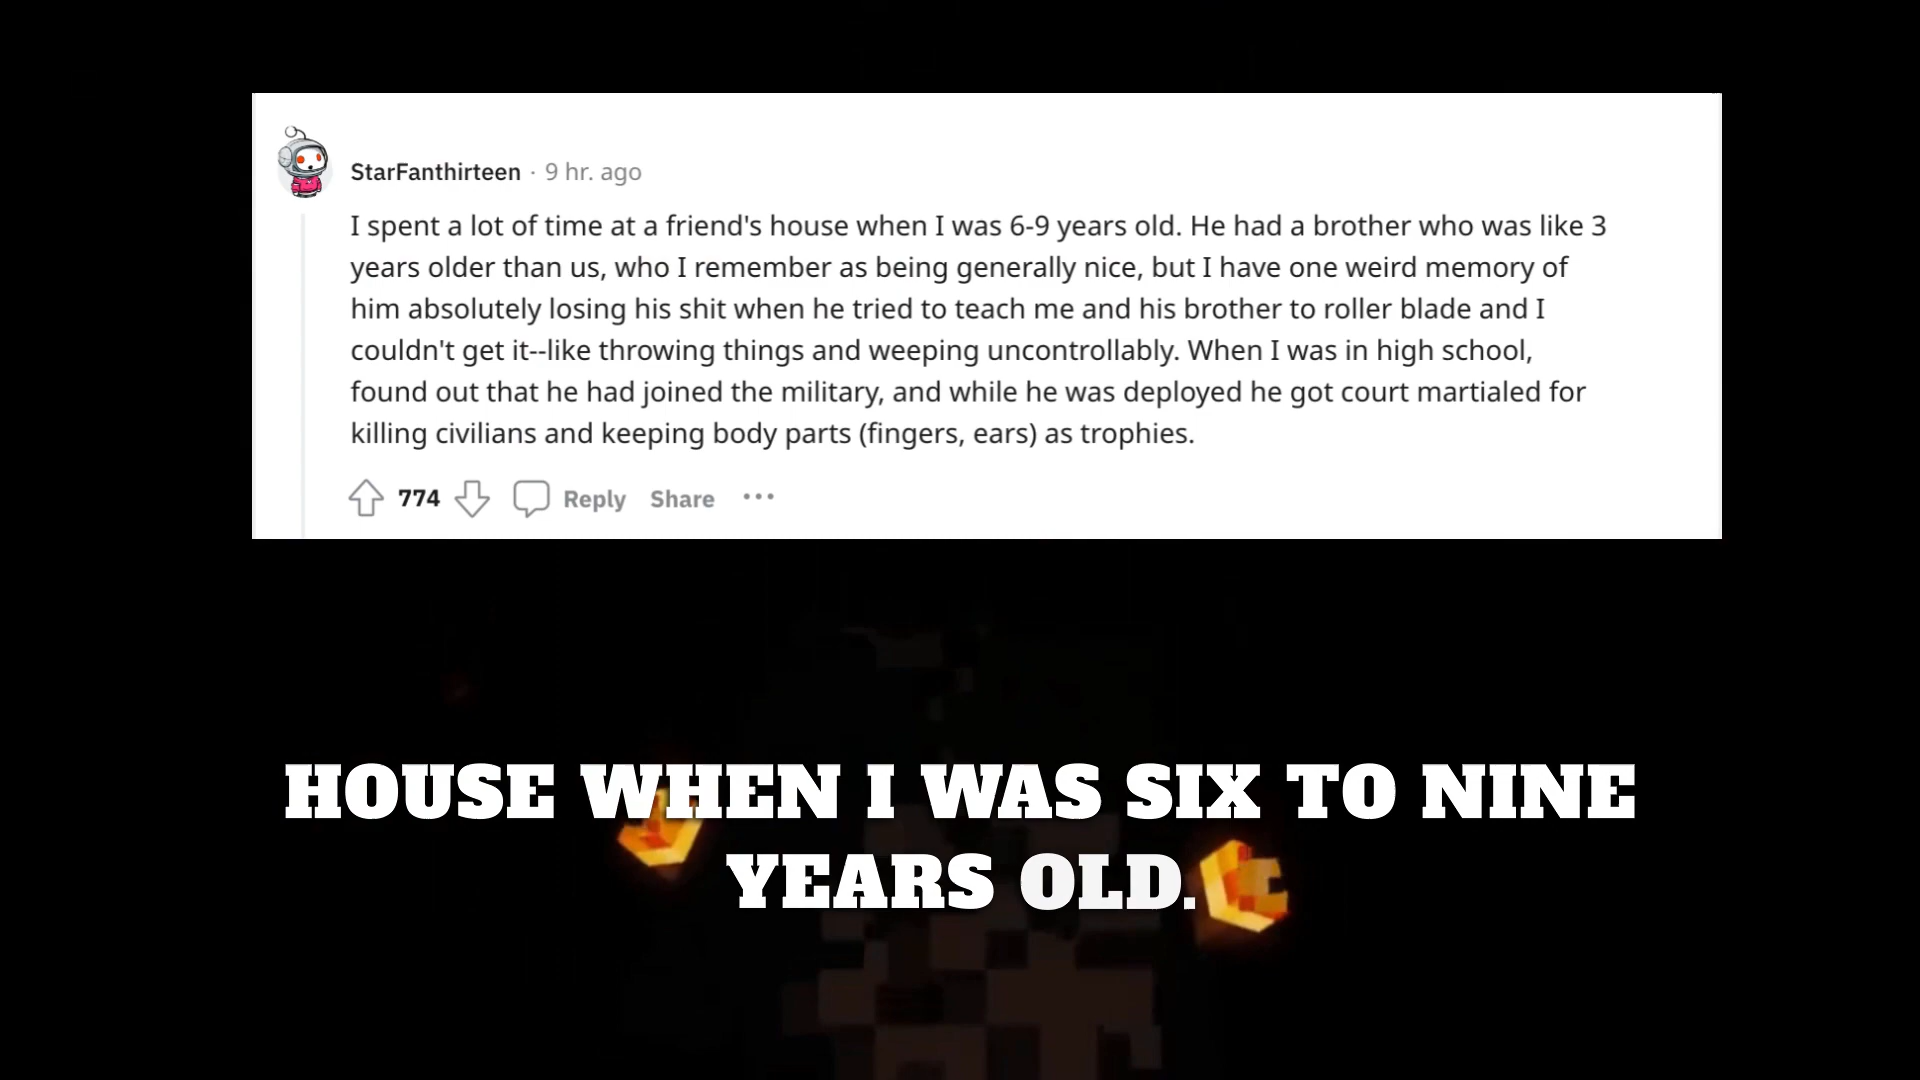 StarFanthirteen · 9 hr. ago
I spent a lot of time at a friend's house when I was 6-9 years old. He had a brother who was like 3
years older than us, who I remember as being generally nice, but I have one weird memory of
him absolutely losing his shit when he tried to teach me and his brother to roller blade and I
couldn't get it--like throwing things and weeping uncontrollably. When I was in high school,
found out that he had joined the military, and while he was deployed he got court martialed for
killing civilians and keeping body parts (fingers, ears) as trophies.
774 Reply Share ···
HOUSE WHEN I WAS SIX TO NINE
YEARS OLD.